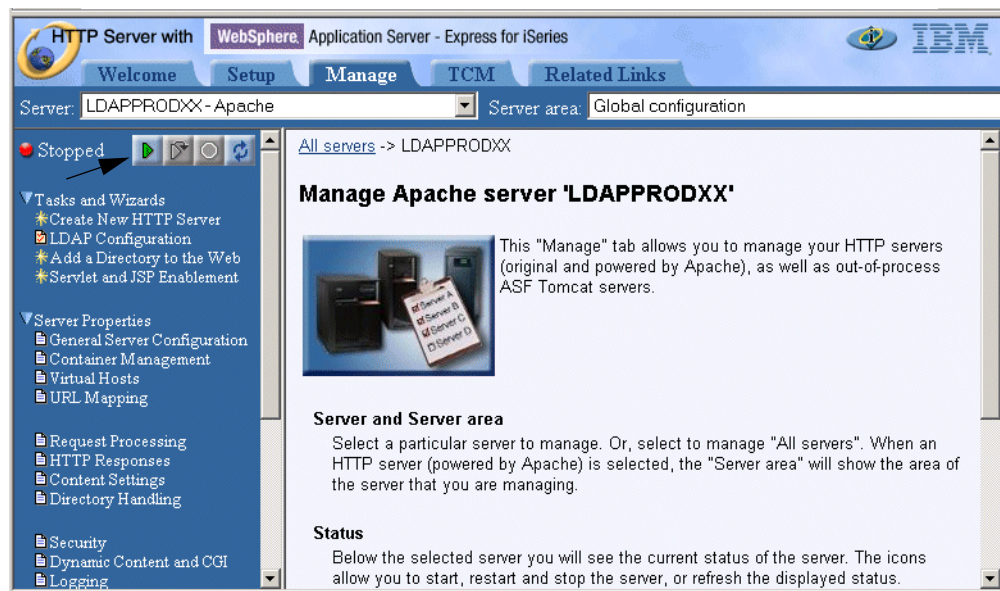 HTTP Server with WebSphere. Application Server - Express for iSeries
IBM
Welcome Setup Manage TCM Related Links
Server: LDAPPRODXX - Apache Server area: Global configuration
Stopped
Tasks and Wizards
Create New HTTP Server
LDAP Configuration
Add a Directory to the Web
Servlet and JSP Enablement
Server Properties
General Server Configuration
Container Management
Virtual Hosts
URL Mapping
Request Processing
HTTP Responses
Content Settings
Directory Handling
Security
Dynamic Content and CGI
Logging
All servers -> LDAPPRODXX
Manage Apache server 'LDAPPRODXX'
Server A
Server B
Server C
Server D
This "Manage" tab allows you to manage your HTTP servers
(original and powered by Apache), as well as out-of-process
ASF Tomcat servers.
Server and Server area
Select a particular server to manage. Or, select to manage "All servers". When an
HTTP server (powered by Apache) is selected, the "Server area" will show the area of
the server that you are managing.
Status
Below the selected server you will see the current status of the server. The icons
allow you to start, restart and stop the server, or refresh the displayed status.